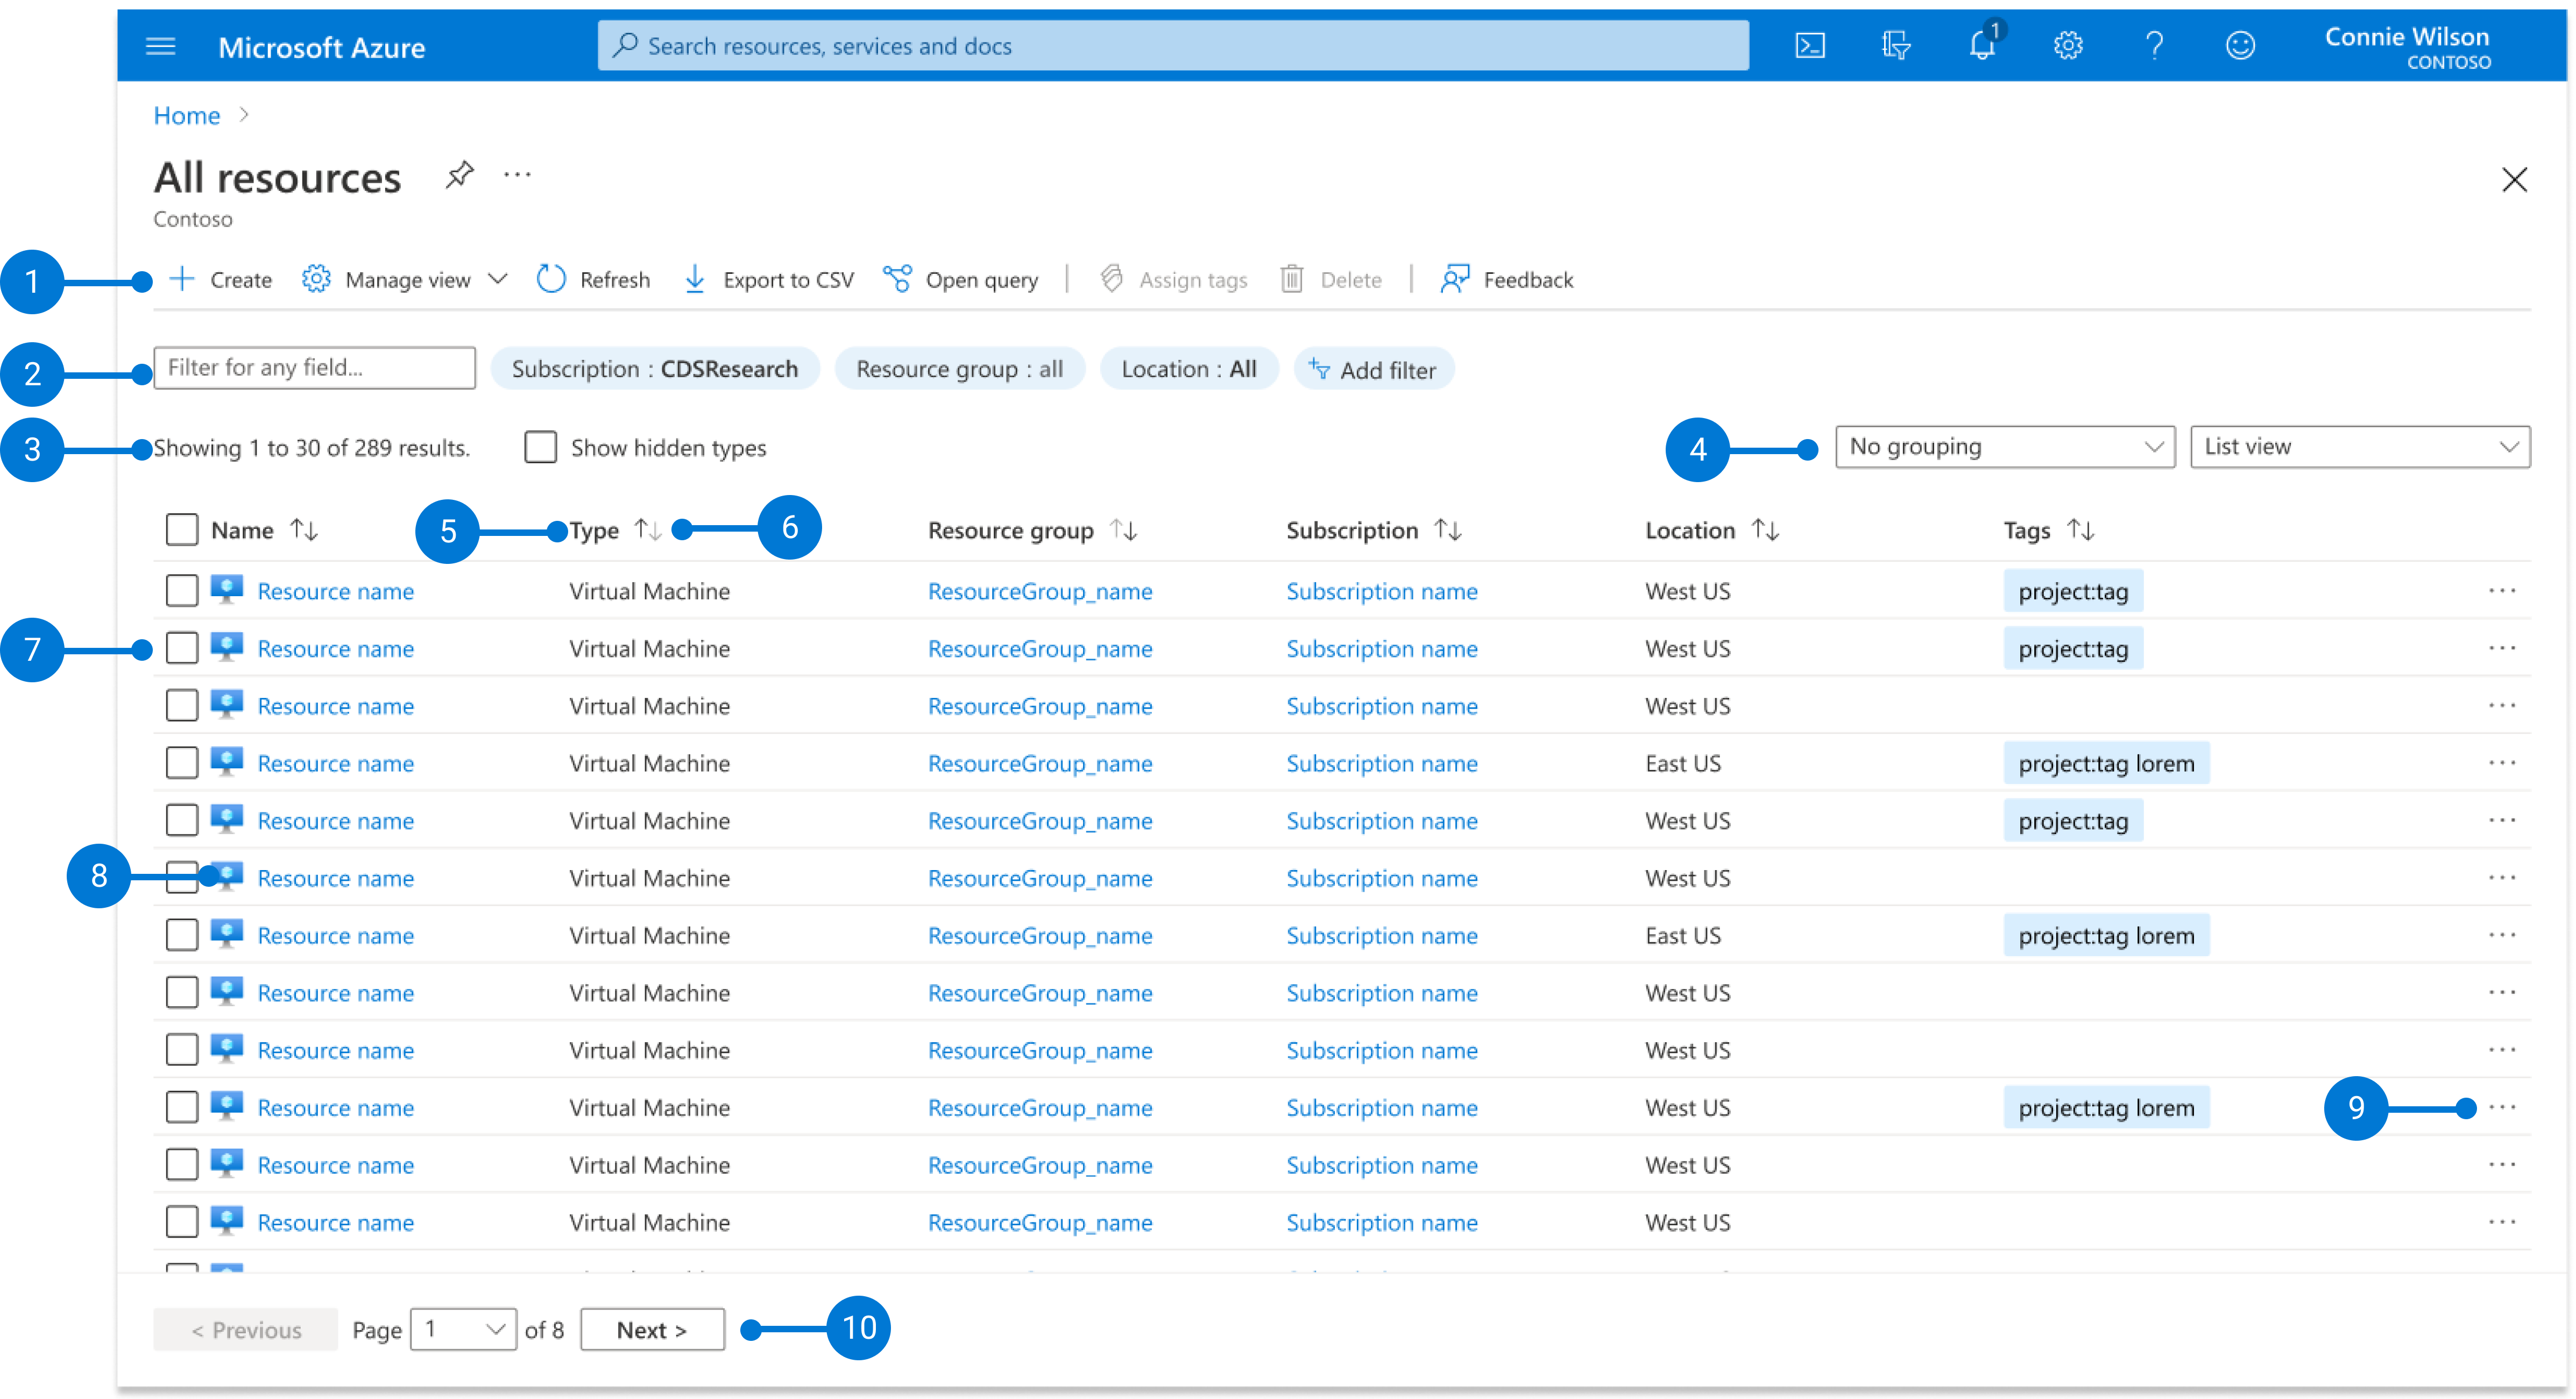 Microsoft Azure Search resources, services and docs 1 Connie Wilson
CONTOSO
Home >
All resources ...
Contoso
1 Create Manage view Refresh Export to CSV Open query | Assign tags Delete | Feedback
2 Filter for any field... Subscription : CDSResearch Resource group : all Location : All Add filter
3 Showing 1 to 30 of 289 results. Show hidden types 4 No grouping List view
Name ↑↓ 5 Type ↑↓ 6 Resource group ↑↓ Subscription ↑↓ Location ↑↓ Tags ↑↓
Resource name Virtual Machine ResourceGroup_name Subscription name West US project:tag ...
7 Resource name Virtual Machine ResourceGroup_name Subscription name West US project:tag ...
Resource name Virtual Machine ResourceGroup_name Subscription name West US ...
Resource name Virtual Machine ResourceGroup_name Subscription name East US project:tag lorem ...
Resource name Virtual Machine ResourceGroup_name Subscription name West US project:tag ...
8 Resource name Virtual Machine ResourceGroup_name Subscription name West US ...
Resource name Virtual Machine ResourceGroup_name Subscription name East US project:tag lorem ...
Resource name Virtual Machine ResourceGroup_name Subscription name West US ...
Resource name Virtual Machine ResourceGroup_name Subscription name West US ...
Resource name Virtual Machine ResourceGroup_name Subscription name West US project:tag lorem 9 ...
Resource name Virtual Machine ResourceGroup_name Subscription name West US ...
Resource name Virtual Machine ResourceGroup_name Subscription name West US ...
< Previous Page 1 of 8 Next > 10